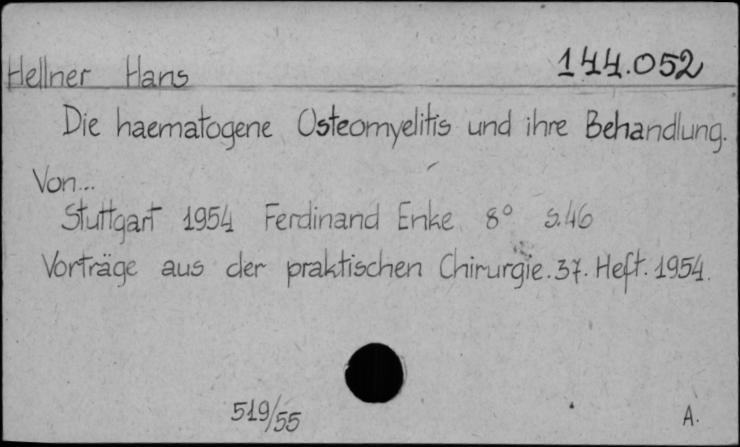 Hellner Hans 144.052
Die haematogene Osteomyelitis und ihre Behandlung.
Von...
Stuttgart 1954 Ferdinand Enke 8° S.46
Vorträge aus der praktischen Chirurgie. 37. Heft. 1954.
519/55 A.